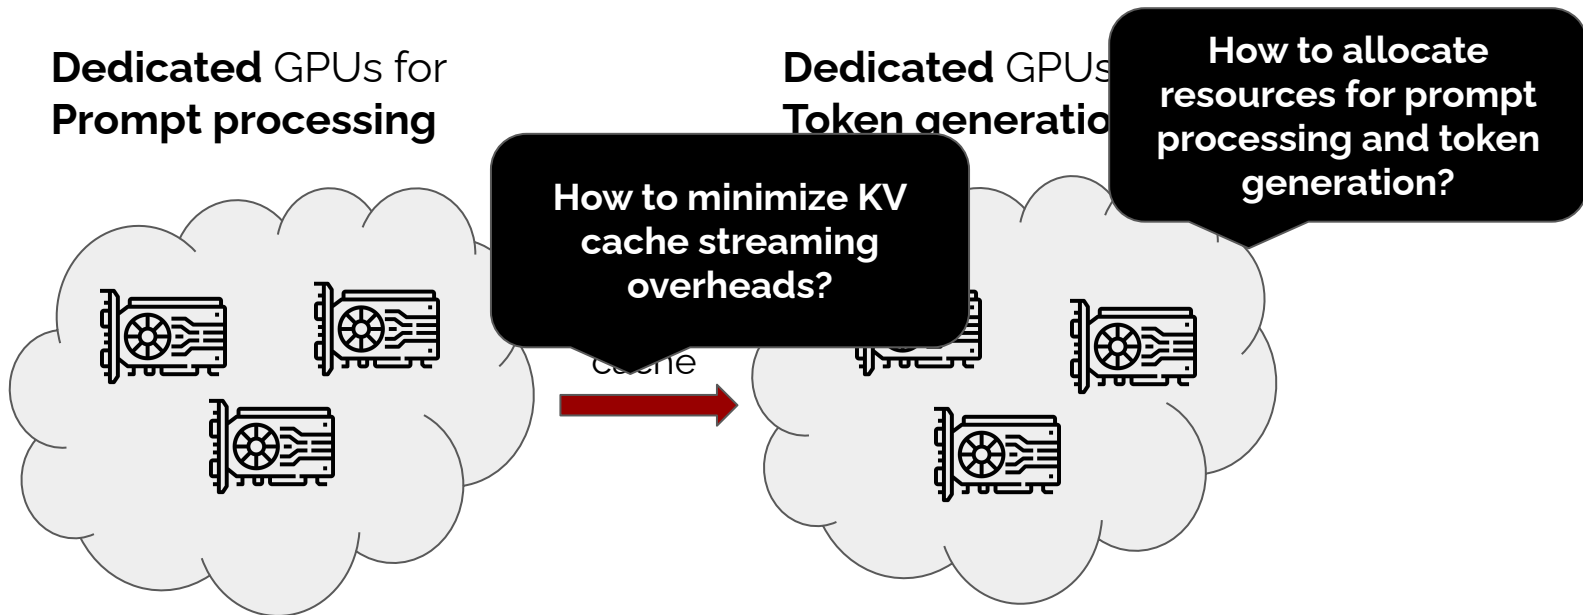 Dedicated GPUs for
Prompt processing
Dedicated GPUs
Token generatio
How to allocate
resources for prompt
processing and token
generation?
How to minimize KV
cache streaming
overheads?
cache